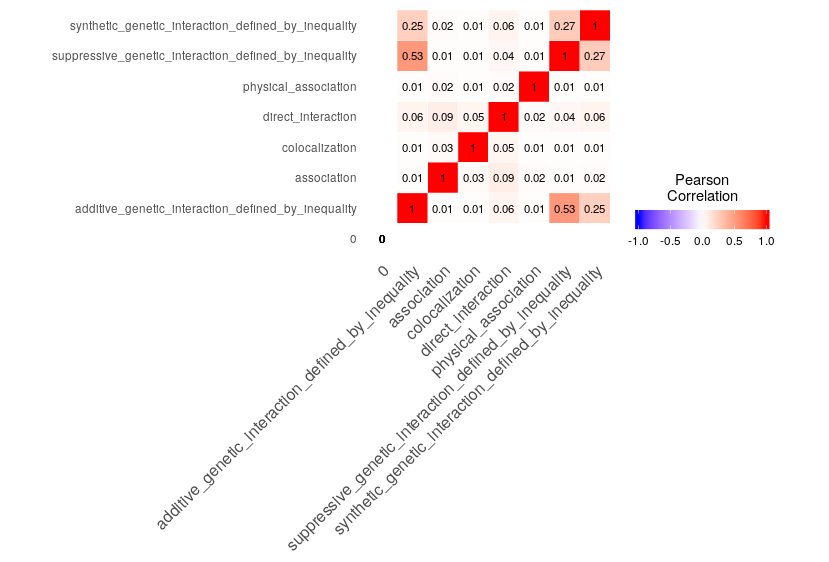 synthetic_genetic_interaction_defined_by_inequality 0.25 0.02 0.01 0.06 0.01 0.27 1
suppressive_genetic_interaction_defined_by_inequality 0.53 0.01 0.01 0.04 0.01 1 0.27
physical_association 0.01 0.02 0.01 0.02 1 0.01 0.01
direct_interaction 0.06 0.09 0.05 1 0.02 0.04 0.06
colocalization 0.01 0.03 1 0.05 0.01 0.01 0.01
association 0.01 1 0.03 0.09 0.02 0.01 0.02
additive_genetic_interaction_defined_by_inequality 1 0.01 0.01 0.06 0.01 0.53 0.25
0 0
Pearson
Correlation
-1.0 -0.5 0.0 0.5 1.0
0
additive_genetic_interaction_defined_by_inequality
association
colocalization
direct_interaction
physical_association
suppressive_genetic_interaction_defined_by_inequality
synthetic_genetic_interaction_defined_by_inequality